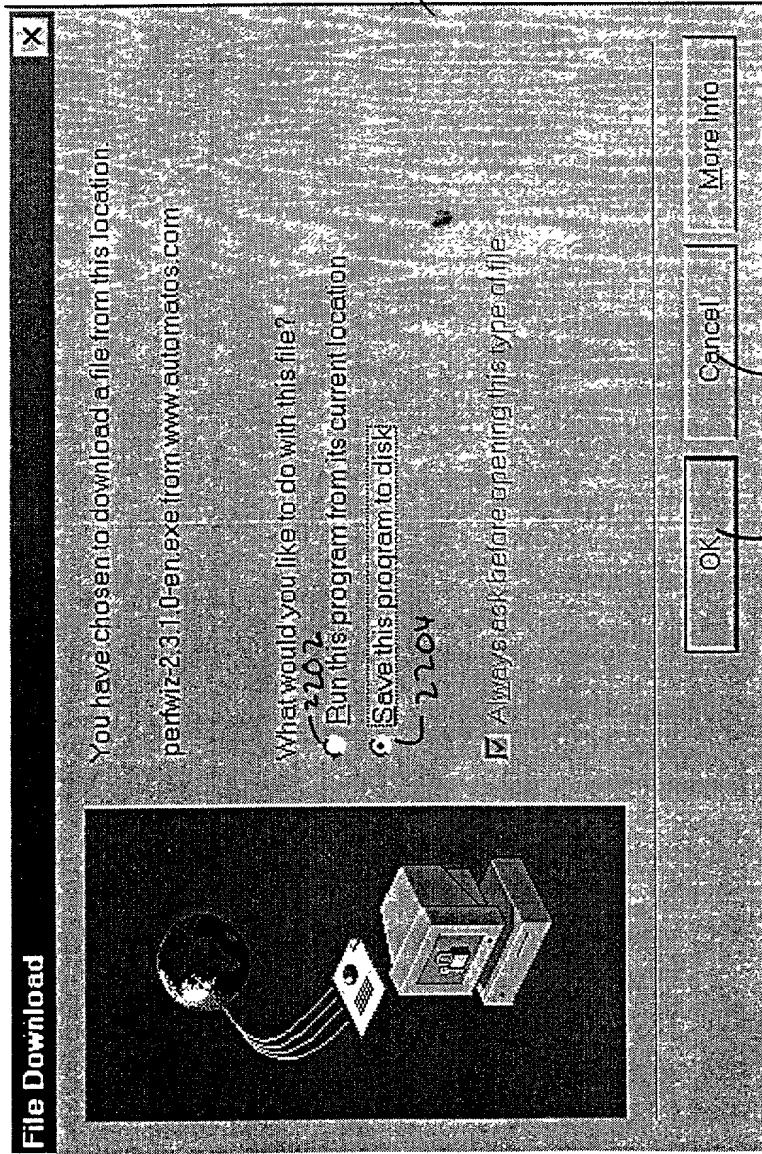 File Download
You have chosen to download a file from this location.
perfwiz-2.3.1.0-en.exe from www.automatos.com
What would you like to do with this file?
2202
Run this program from its current location
Save this program to disk
2204
Always ask before opening this type of file
OK
Cancel
More Info